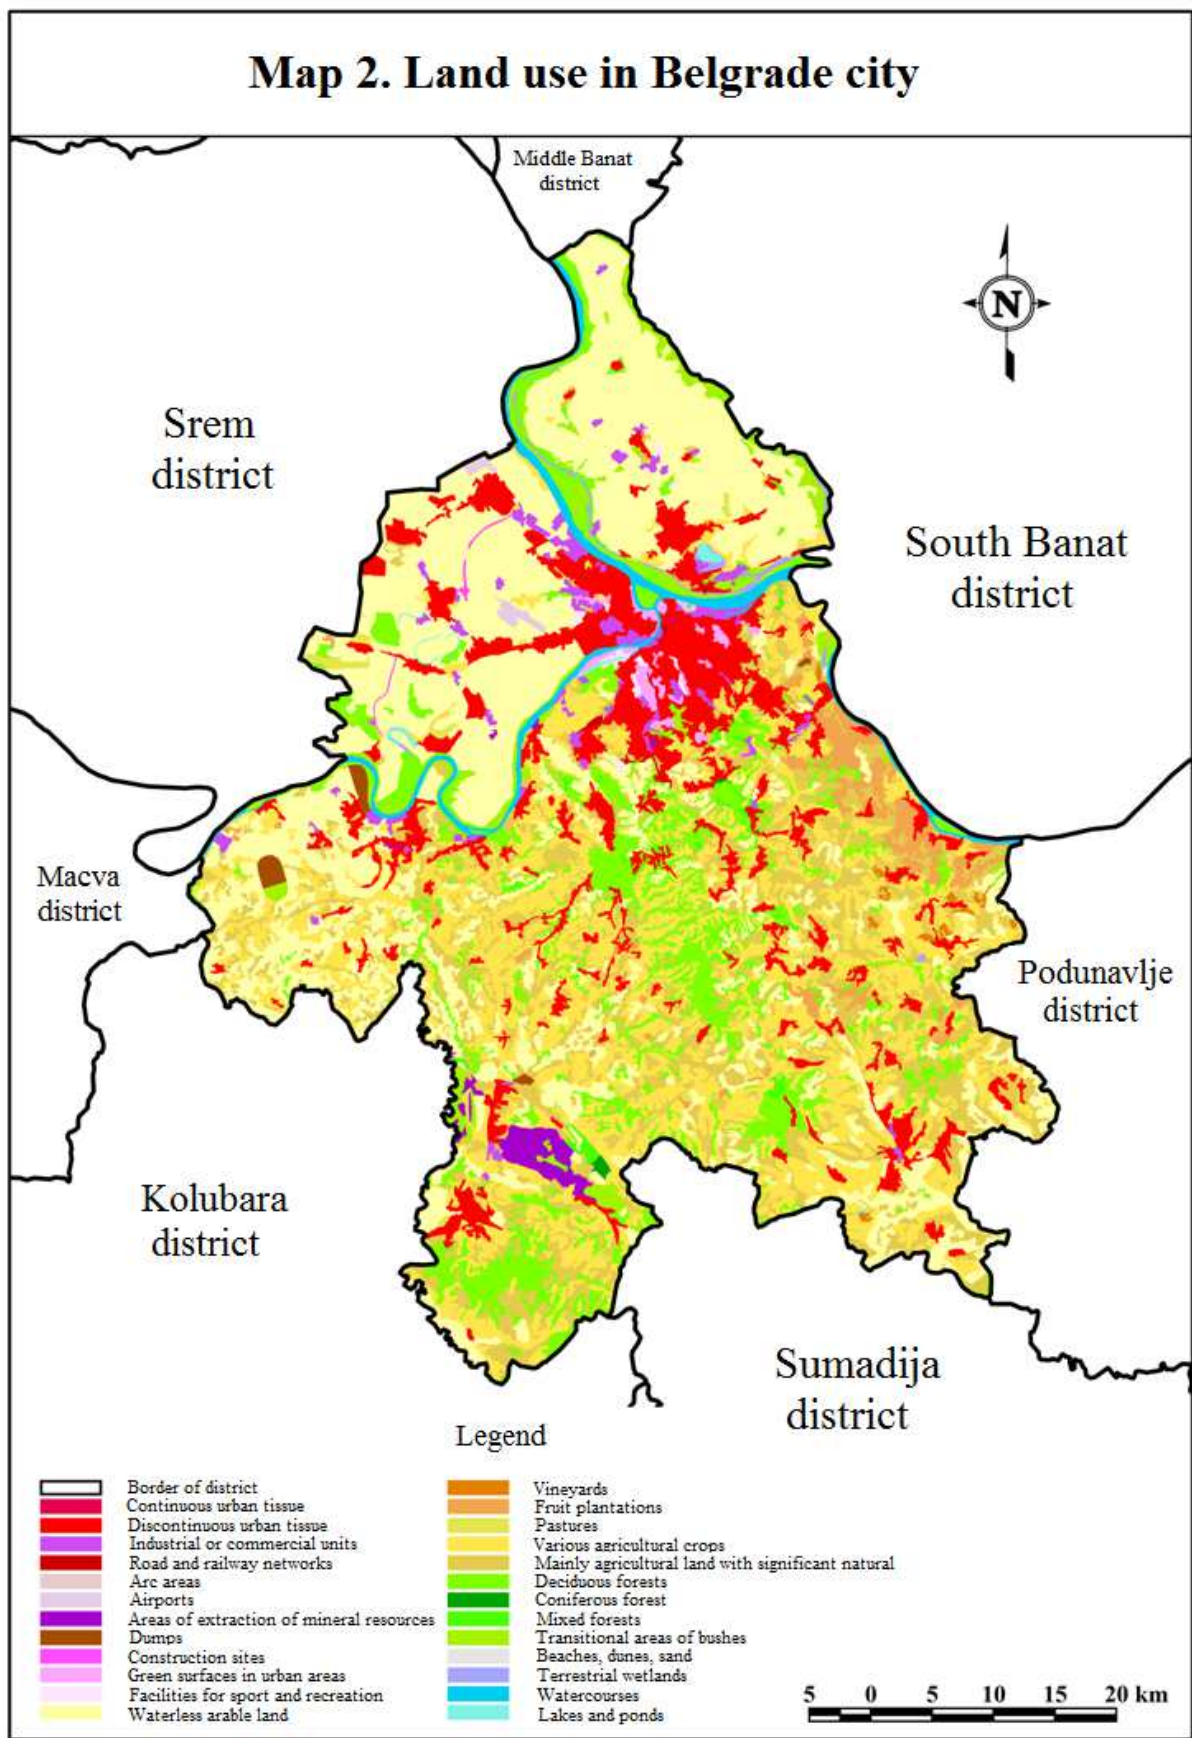 Map 2. Land use in Belgrade city
Middle Banat
district
N
Srem
district
South Banat
district
Macva
district
Podunavlje
district
Kolubara
district
Sumadija
district
Legend
Border of district
Continuous urban tissue
Discontinuous urban tissue
Industrial or commercial units
Road and railway networks
Arc areas
Airports
Areas of extraction of mineral resources
Dumps
Construction sites
Green surfaces in urban areas
Facilities for sport and recreation
Waterless arable land
Vineyards
Fruit plantations
Pastures
Various agricultural crops
Mainly agricultural land with significant natural
Deciduous forests
Coniferous forest
Mixed forests
Transitional areas of bushes
Beaches, dunes, sand
Terrestrial wetlands
Watercourses
Lakes and ponds
5 0 5 10 15 20 km